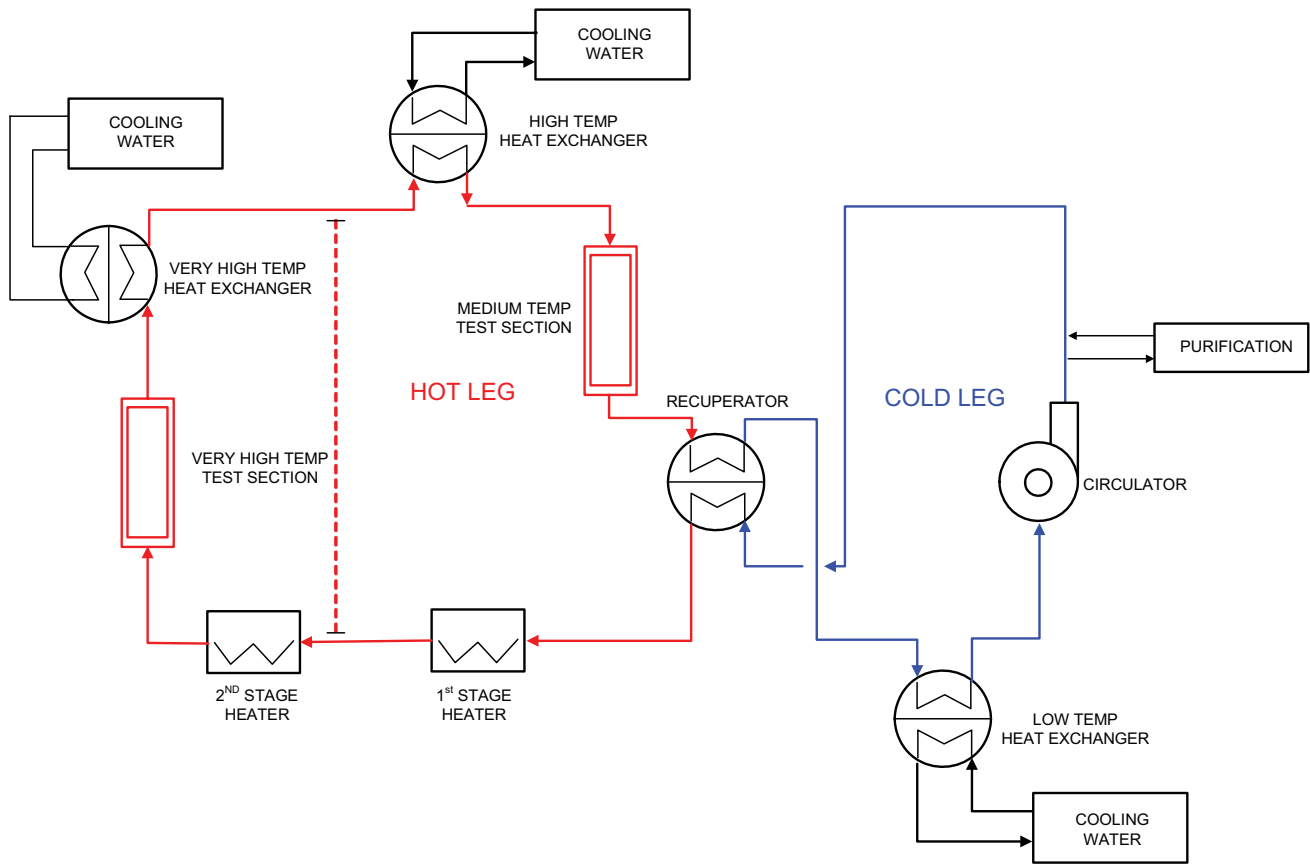 COOLING
WATER
COOLING
WATER
HIGH TEMP
HEAT EXCHANGER
VERY HIGH TEMP
HEAT EXCHANGER
MEDIUM TEMP
TEST SECTION
PURIFICATION
HOT LEG
COLD LEG
RECUPERATOR
VERY HIGH TEMP
TEST SECTION
CIRCULATOR
2ND STAGE
HEATER
1st STAGE
HEATER
LOW TEMP
HEAT EXCHANGER
COOLING
WATER